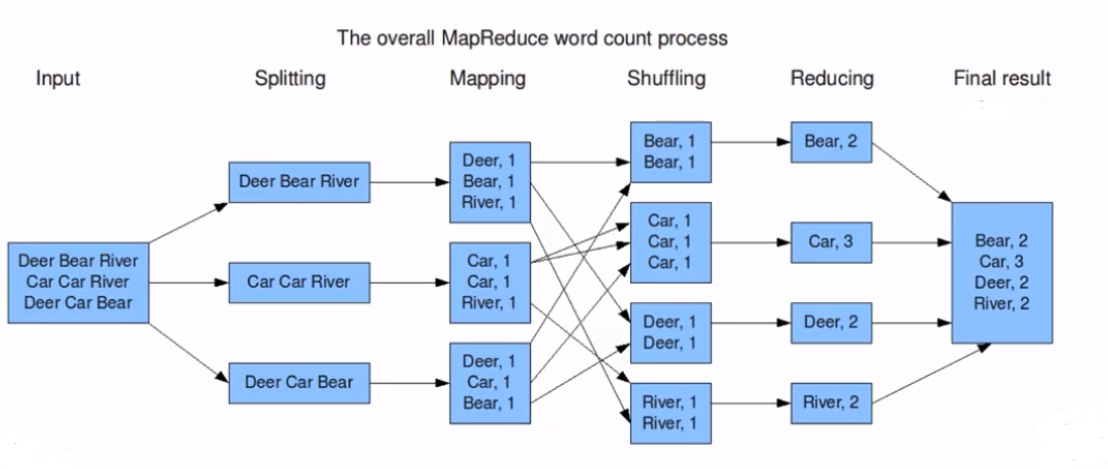 The overall MapReduce word count process
Input
Splitting
Mapping
Shuffling
Reducing
Final result
Deer Bear River
Car Car River
Deer Car Bear
Deer Bear River
Car Car River
Deer Car Bear
Deer, 1
Bear, 1
River, 1
Car, 1
Car, 1
River, 1
Deer, 1
Car, 1
Bear, 1
Bear, 1
Bear, 1
Car, 1
Car, 1
Car, 1
Deer, 1
Deer, 1
River, 1
River, 1
Bear, 2
Car, 3
Deer, 2
River, 2
Bear, 2
Car, 3
Deer, 2
River, 2